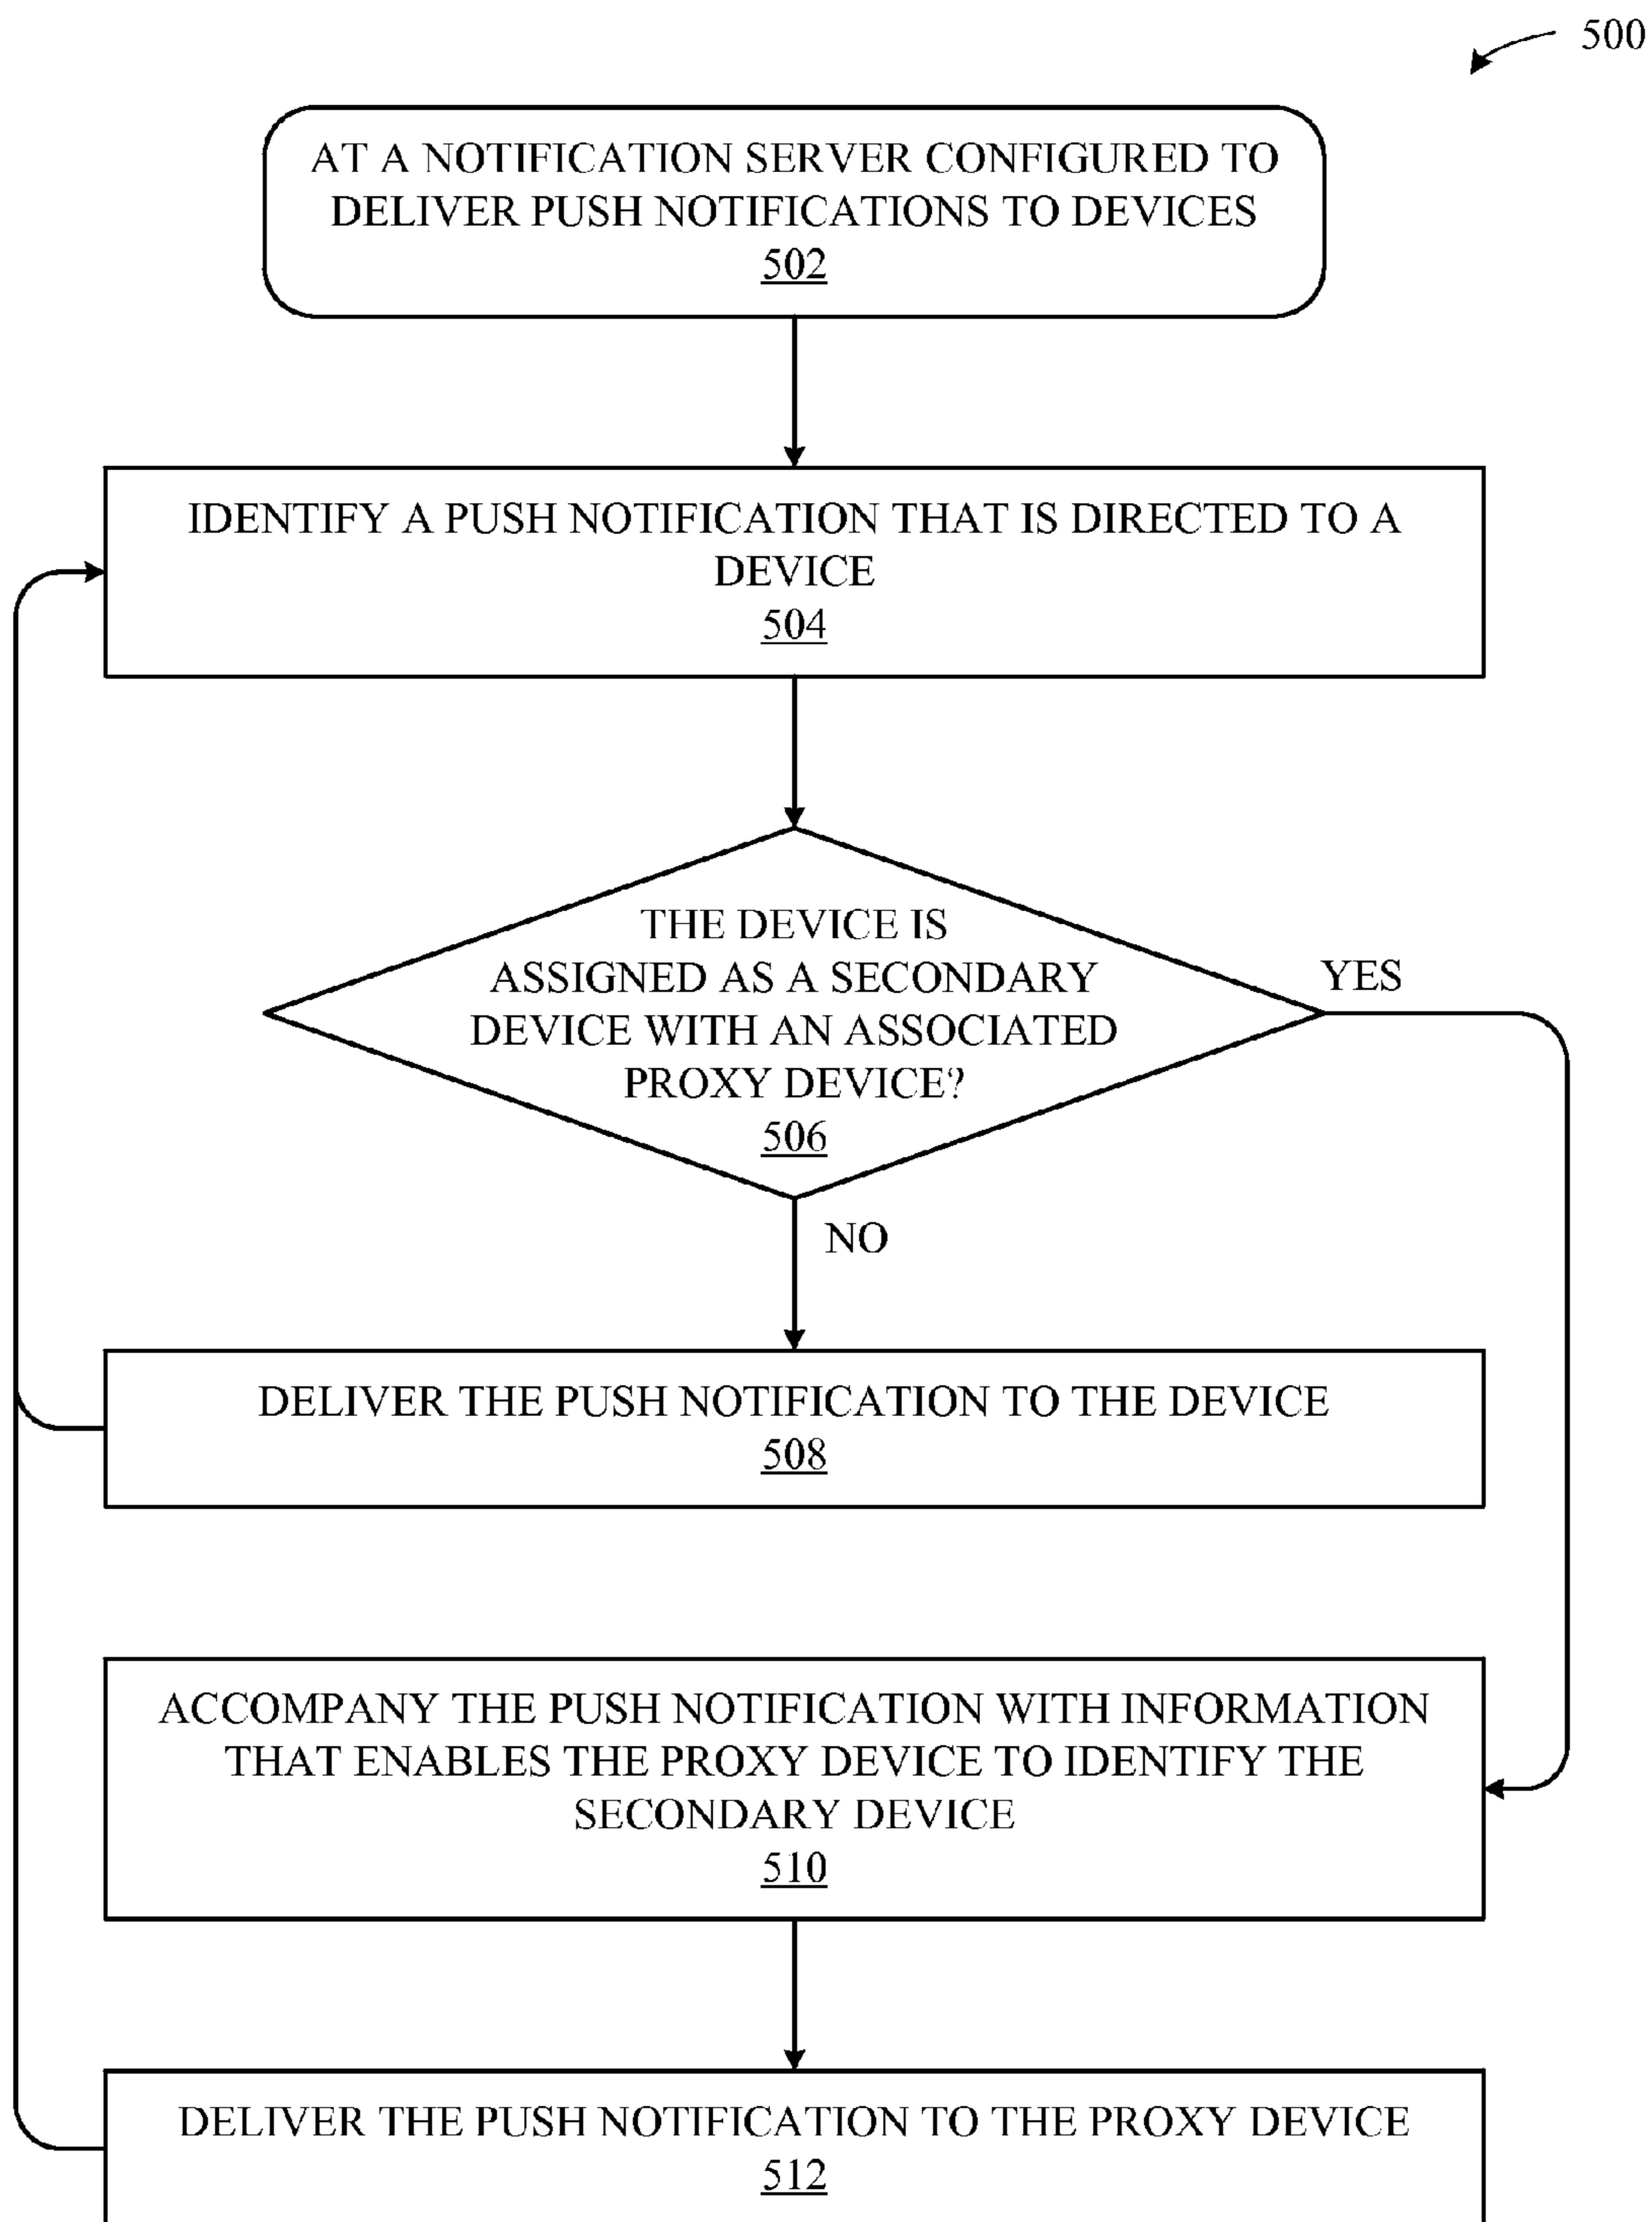 500
AT A NOTIFICATION SERVER CONFIGURED TO
DELIVER PUSH NOTIFICATIONS TO DEVICES
502
IDENTIFY A PUSH NOTIFICATION THAT IS DIRECTED TO A
DEVICE
504
THE DEVICE IS
ASSIGNED AS A SECONDARY
DEVICE WITH AN ASSOCIATED
PROXY DEVICE?
506
YES
NO
DELIVER THE PUSH NOTIFICATION TO THE DEVICE
508
ACCOMPANY THE PUSH NOTIFICATION WITH INFORMATION
THAT ENABLES THE PROXY DEVICE TO IDENTIFY THE
SECONDARY DEVICE
510
DELIVER THE PUSH NOTIFICATION TO THE PROXY DEVICE
512